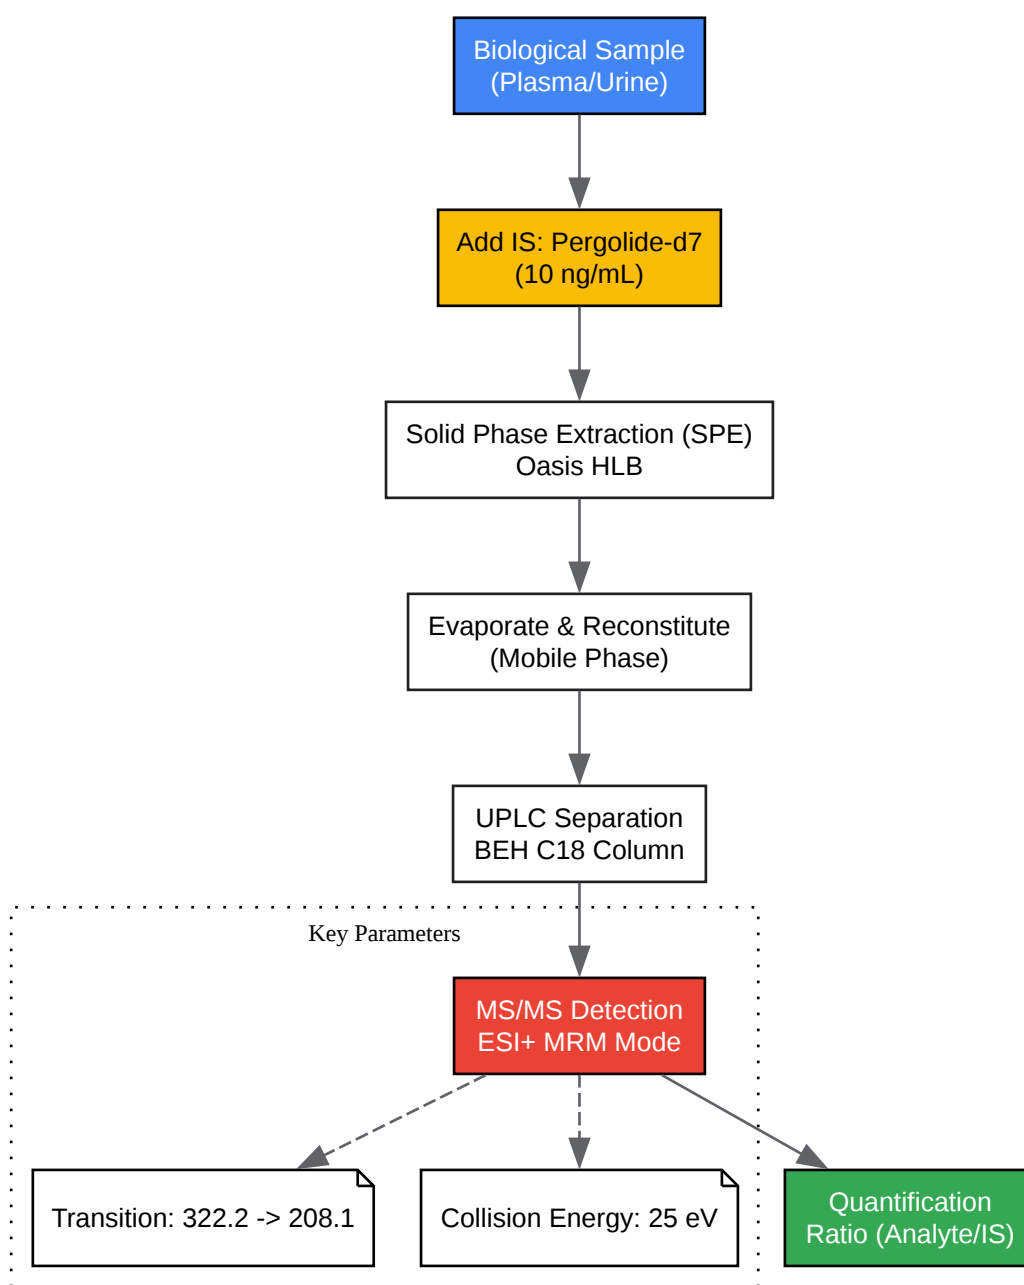 Biological Sample
(Plasma/Urine)
Add IS: Pergolide-d7
(10 ng/mL)
Solid Phase Extraction (SPE)
Oasis HLB
Evaporate & Reconstitute
(Mobile Phase)
UPLC Separation
BEH C18 Column
Key Parameters
MS/MS Detection
ESI+ MRM Mode
Transition: 322.2 -> 208.1
Collision Energy: 25 eV
Quantification
Ratio (Analyte/IS)